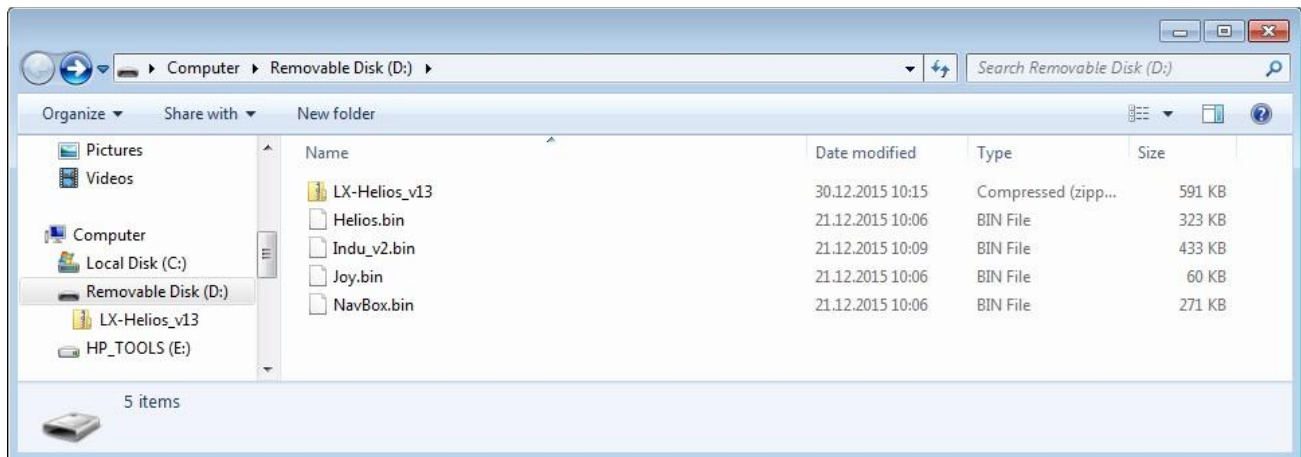 Computer Removable Disk (D:)
Search Removable Disk (D:)
Organize Share with New folder
Pictures
Videos
Computer
Local Disk (C:)
Removable Disk (D:)
LX-Helios_v13
HP_TOOLS (E:)
Name Date modified Type Size
LX-Helios_v13 30.12.2015 10:15 Compressed (zipp... 591 KB
Helios.bin 21.12.2015 10:06 BIN File 323 KB
Indu_v2.bin 21.12.2015 10:09 BIN File 433 KB
Joy.bin 21.12.2015 10:06 BIN File 60 KB
NavBox.bin 21.12.2015 10:06 BIN File 271 KB
5 items